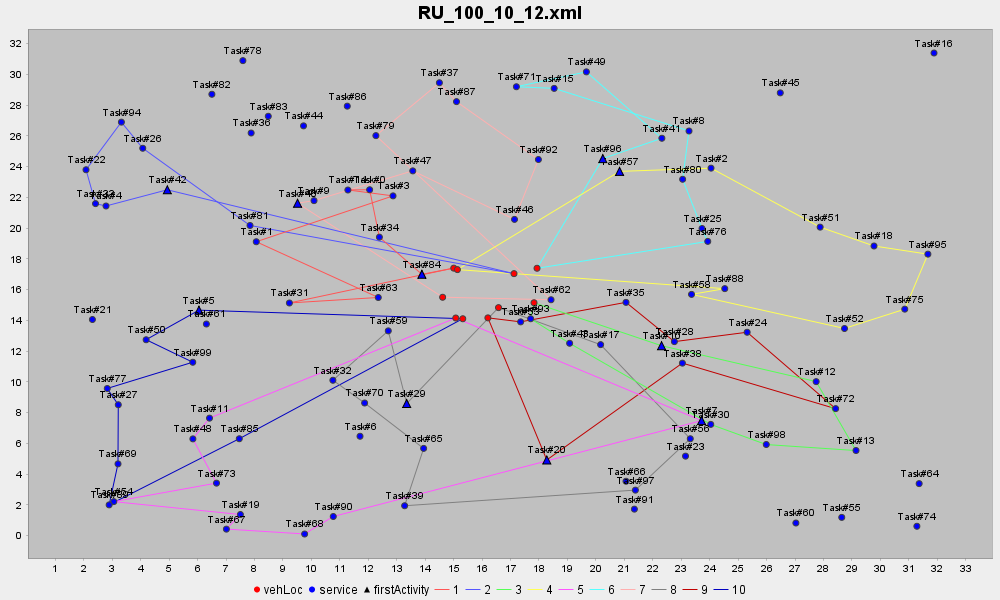 RU_100_10_12.xml
32
30
28
26
24
22
20
18
16
14
12
10
8
6
4
2
0
Task#16
Task#78
Task#49
Task#37
Task#71
Task#15
Task#45
Task#82
Task#87
Task#86
Task#83
Task#94
Task#44
Task#8
Task#36
Task#79
Task#41
Task#26
Task#96
Task#92
Task#2
Task#22
Task#57
Task#47
Task#80
Task#42
Task#0
Task#3
Task#9
Task#4
Task#46
Task#81
Task#51
Task#25
Task#34
Task#1
Task#76
Task#18
Task#95
Task#84
Task#88
Task#58
Task#63
Task#62
Task#31
Task#35
Task#5
Task#75
Task#21
Task#61
Task#93
Task#52
Task#59
Task#24
Task#50
Task#28
Task#17
Task#99
Task#38
Task#32
Task#12
Task#77
Task#27
Task#70
Task#29
Task#72
Task#11
Task#7
Task#30
Task#48
Task#85
Task#6
Task#56
Task#98
Task#65
Task#13
Task#23
Task#69
Task#20
Task#73
Task#66
Task#64
Task#97
Task#54
Task#39
Task#91
Task#19
Task#90
Task#55
Task#60
Task#67
Task#74
Task#68
1 2 3 4 5 6 7 8 9 10 11 12 13 14 15 16 17 18 19 20 21 22 23 24 25 26 27 28 29 30 31 32 33
vehLoc service firstActivity 1 2 3 4 5 6 7 8 9 10